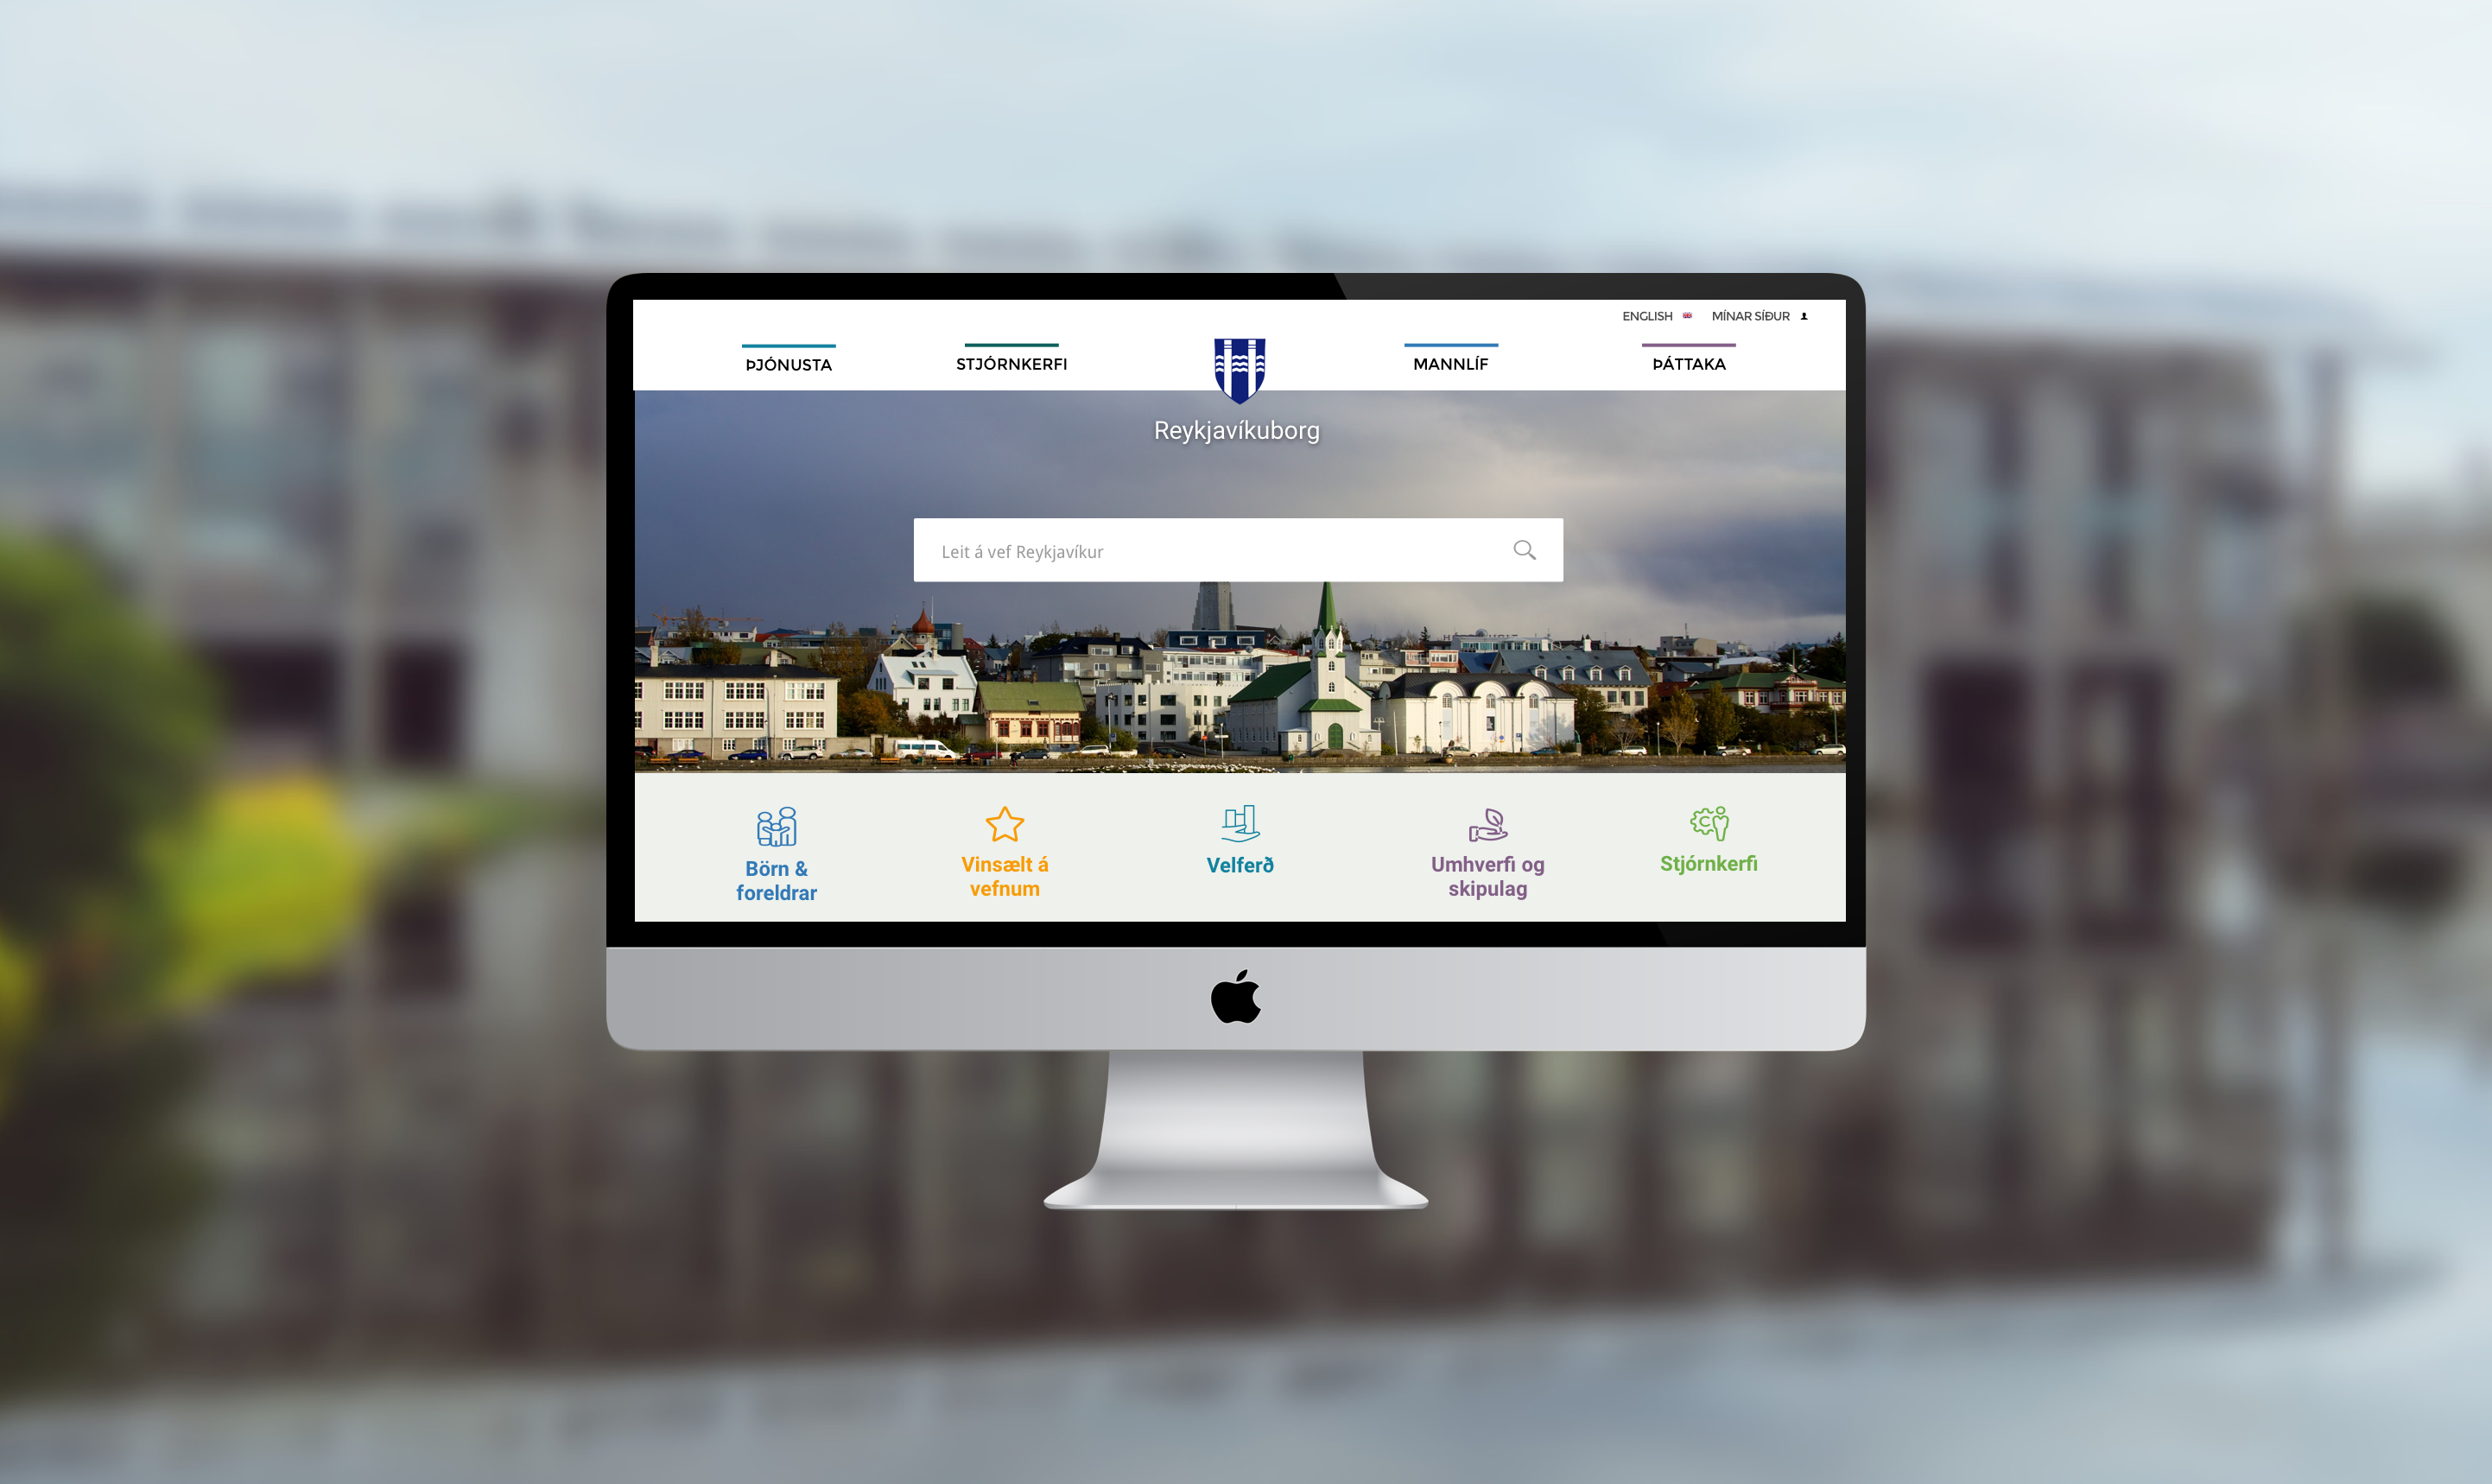 ENGLISH MÍNAR SÍÐUR
ÞJÓNUSTA STJÓRNKERFI MANNLÍF ÞÁTTAKA
Reykjavíkuborg
Leit á vef Reykjavíkur
Börn &
foreldrar
Vinsælt á
vefnum
Velferð
Umhverfi og
skipulag
Stjórnkerfi